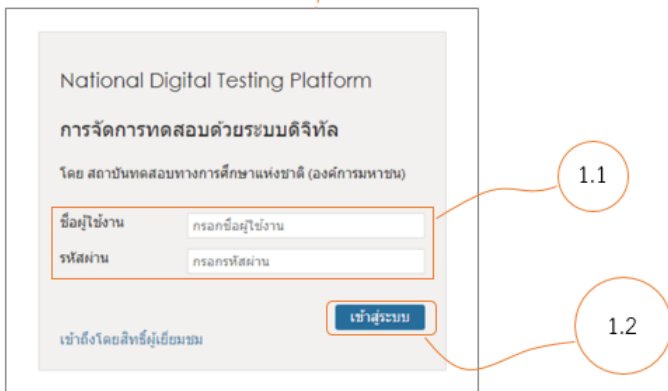 National Digital Testing Platform
การจัดการทดสอบด้วยระบบดิจิทัล
โดย สถาบันทดสอบทางการศึกษาแห่งชาติ (องค์การมหาชน)
1.1
ชื่อผู้ใช้งาน กรอกชื่อผู้ใช้งาน
รหัสผ่าน กรอกรหัสผ่าน
เข้าสู่ระบบ
1.2
เข้าถึงโดยสิทธิ์ผู้เยี่ยมชม